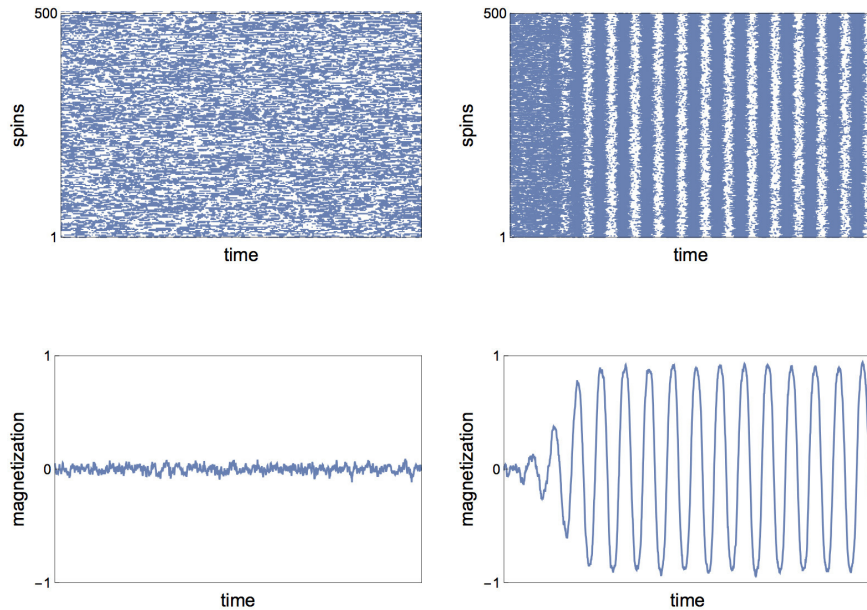 500
spins
1
time
500
spins
1
time
1
magnetization
0
−1
time
1
magnetization
0
−1
time